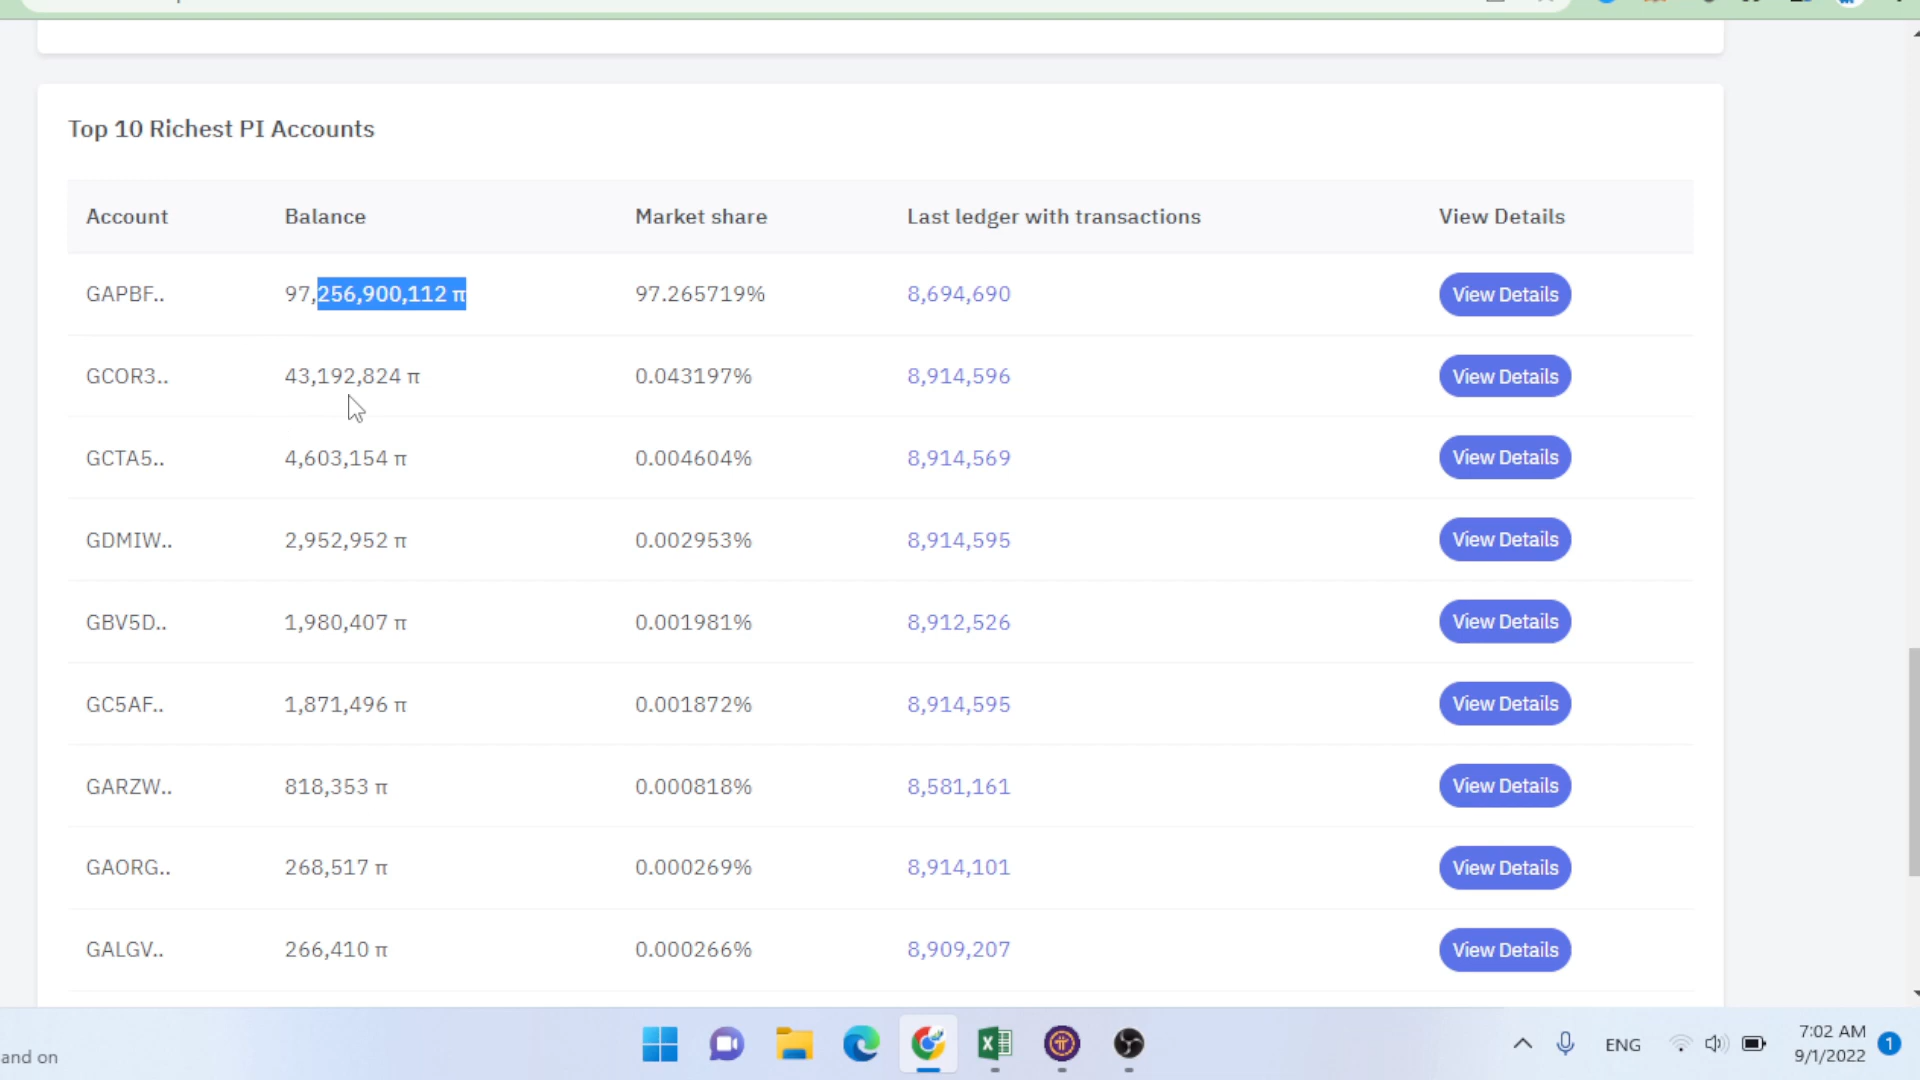 Top 10 Richest PI Accounts
Account Balance Market share Last ledger with transactions View Details
GAPBF.. 97,256,900,112 π 97.265719% 8,694,690 View Details
GCOR3.. 43,192,824 π 0.043197% 8,914,596 View Details
GCTA5.. 4,603,154 π 0.004604% 8,914,569 View Details
GDMIW.. 2,952,952 π 0.002953% 8,914,595 View Details
GBV5D.. 1,980,407 π 0.001981% 8,912,526 View Details
GC5AF.. 1,871,496 π 0.001872% 8,914,595 View Details
GARZW.. 818,353 π 0.000818% 8,581,161 View Details
GAORG.. 268,517 π 0.000269% 8,914,101 View Details
GALGV.. 266,410 π 0.000266% 8,909,207 View Details
and on
ENG
7:02 AM
9/1/2022
1